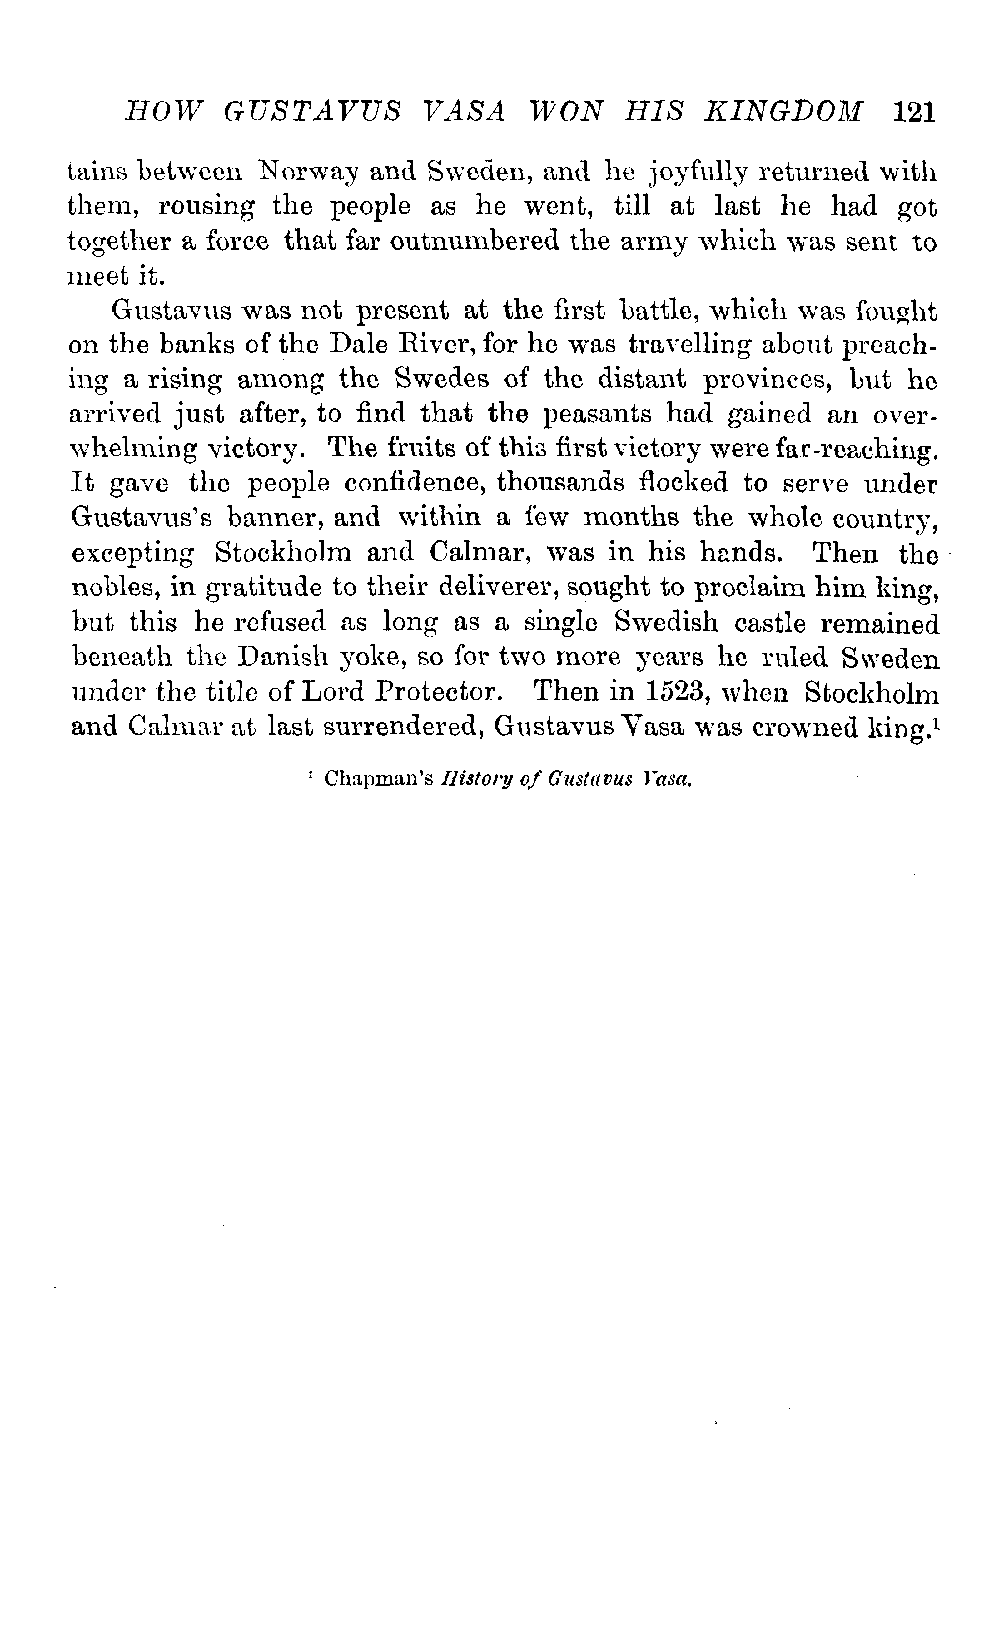 HOW GUSTAVUS VASA WON HIS KINGDOM 121
tains between Norway and Sweden, and he joyfully returned with
them, rousing the people as he went, till at last he had got
together a force that far outnumbered the army which was sent to
meet it.
Gustavus was not present at the first battle, which was fought
on the banks of the Dale River, for he was travelling about preach-
ing a rising among the Swedes of the distant provinces, but he
arrived just after, to find that the peasants had gained an over-
whelming victory. The fruits of this first victory were far-reaching.
It gave the people confidence, thousands flocked to serve under
Gustavus's banner, and within a few months the whole country,
excepting Stockholm and Calmar, was in his hands. Then the
nobles, in gratitude to their deliverer, sought to proclaim him king,
but this he refused as long as a single Swedish castle remained
beneath the Danish yoke, so for two more years he ruled Sweden
under the title of Lord Protector. Then in 1523, when Stockholm
and Calmar at last surrendered, Gustavus Vasa was crowned king.¹
¹ Chapman's History of Gustavus Vasa.